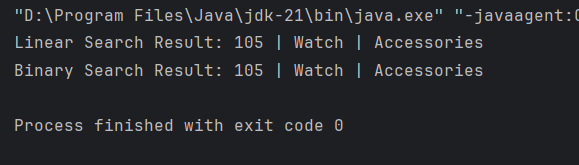 "D:\Program Files\Java\jdk-21\bin\java.exe" "-javaagent:
Linear Search Result: 105 | Watch | Accessories
Binary Search Result: 105 | Watch | Accessories
Process finished with exit code 0